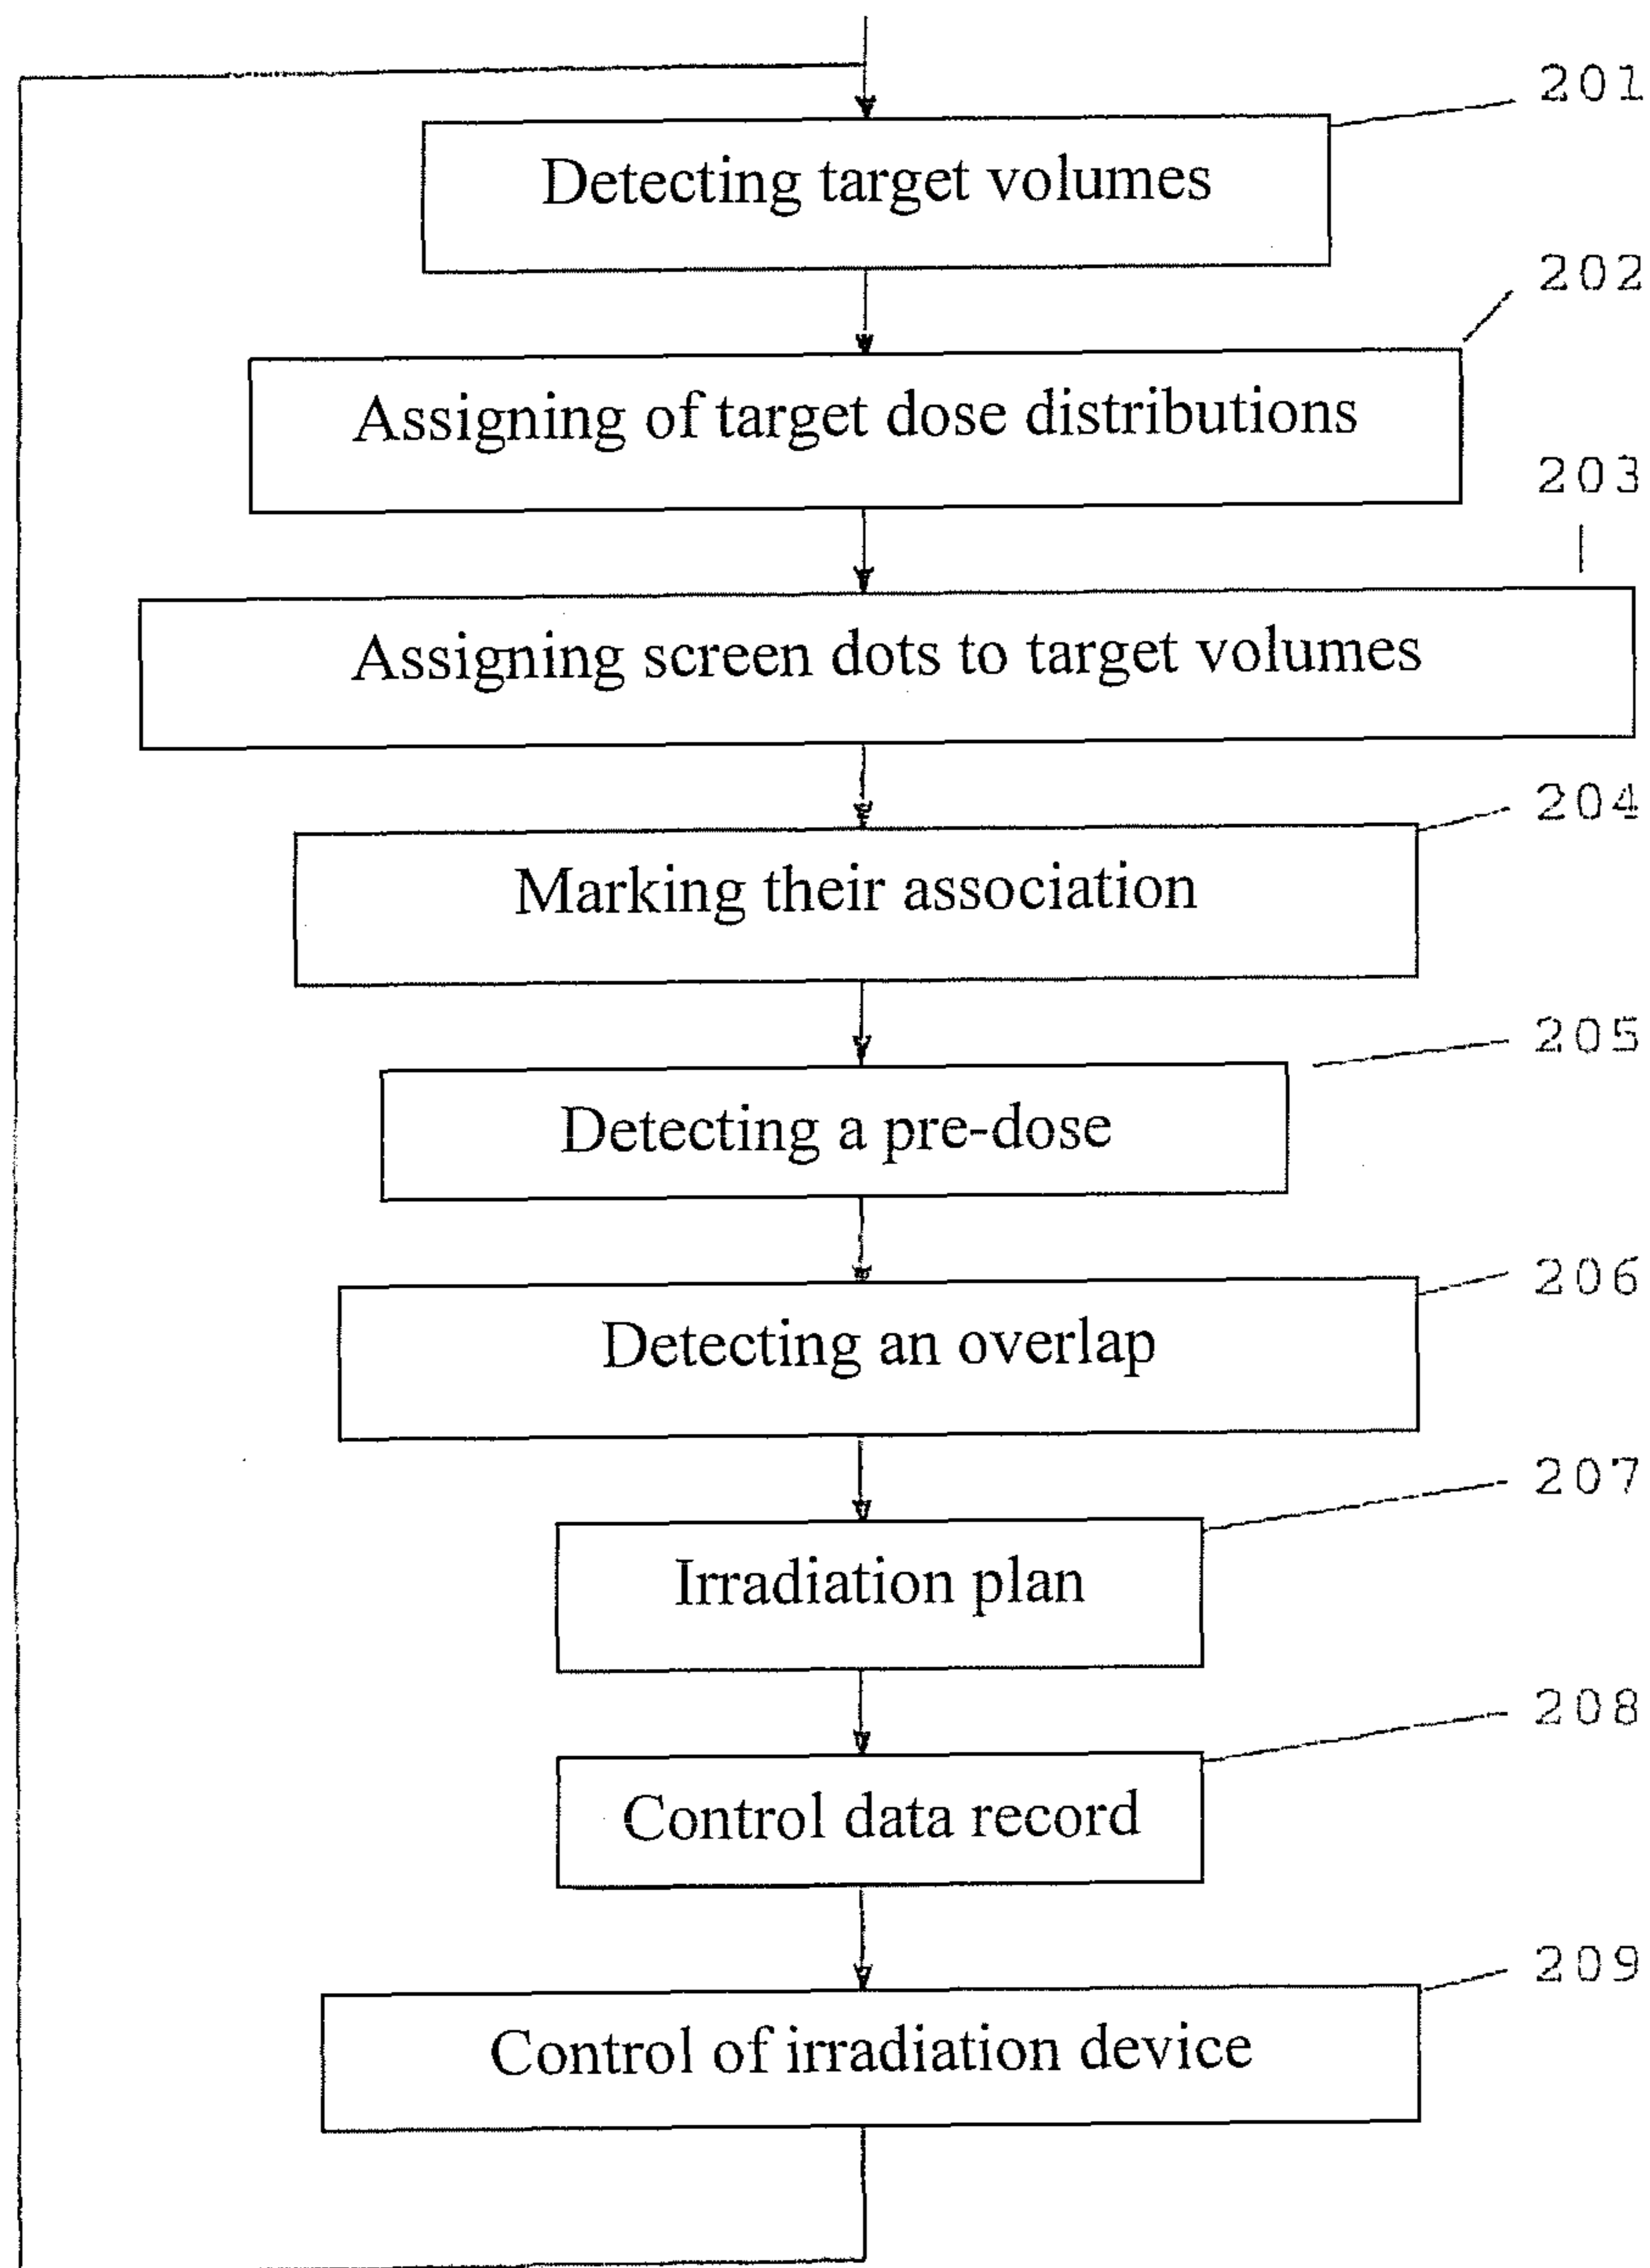 201
Detecting target volumes
202
Assigning of target dose distributions
203
Assigning screen dots to target volumes
204
Marking their association
205
Detecting a pre-dose
206
Detecting an overlap
207
Irradiation plan
208
Control data record
209
Control of irradiation device